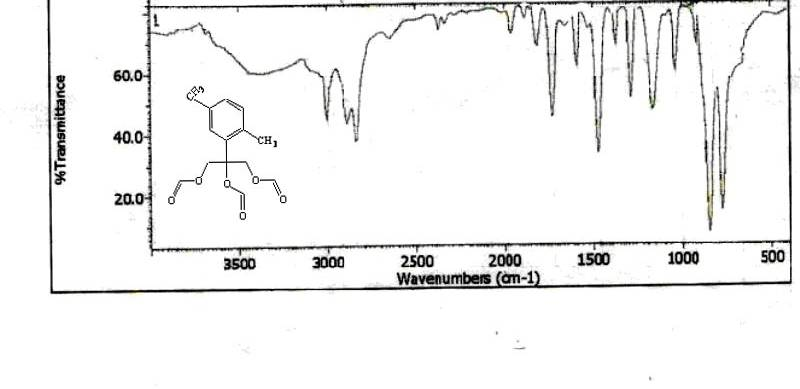 1
%Transmittance
60.0
40.0
20.0
CH3
CH3
O
O
O
O
O
O
3500
3000
2500
2000
1500
1000
500
Wavenumbers (cm-1)